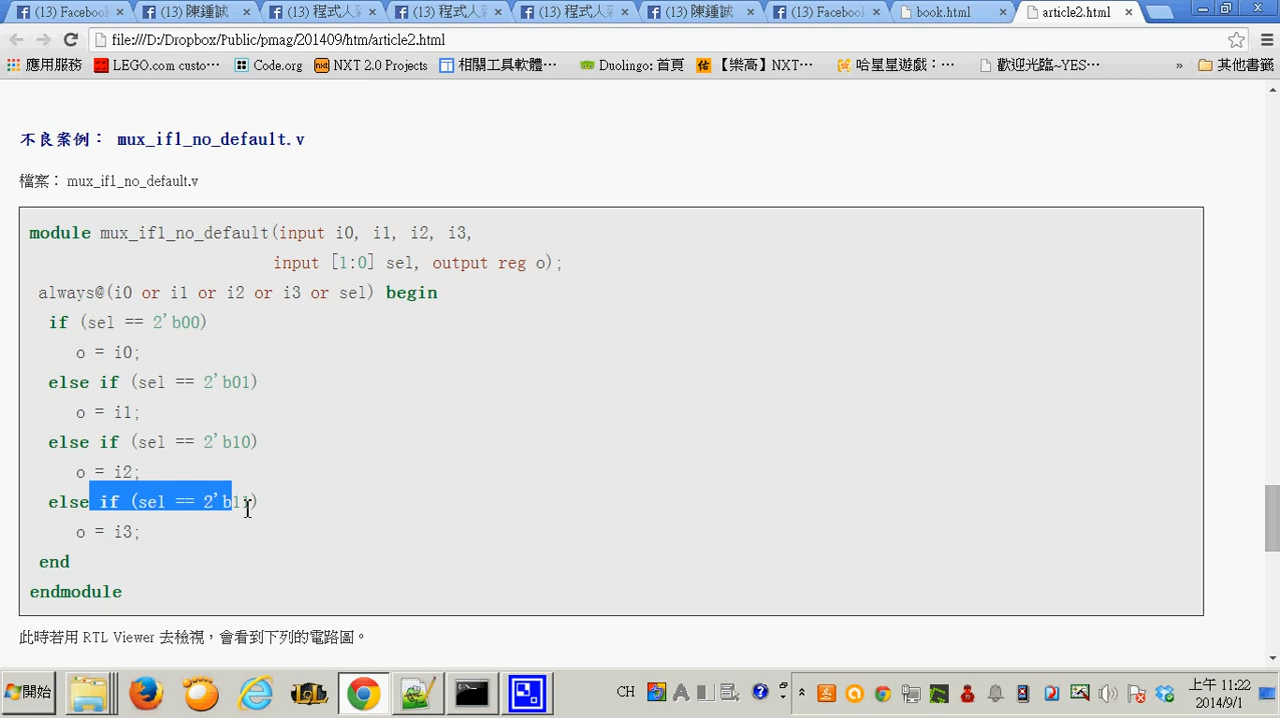 (13) Facebook
(13) 陳鍾誠
(13) 程式人
(13) 程式人
(13) 程式人
(13) 陳鍾誠
(13) Facebook
book.html
article2.html
file:///D:/Dropbox/Public/pmag/201409/htm/article2.html
應用服務
LEGO.com custo…
Code.org
NXT 2.0 Projects
相關工具軟體…
Duolingo: 首頁
【樂高】NXT…
哈星星遊戲：…
歡迎光臨~YES…
»
其他書籤
不良案例： mux_if1_no_default.v
檔案： mux_if1_no_default.v
module mux_if1_no_default(input i0, i1, i2, i3,
input [1:0] sel, output reg o);
always@(i0 or i1 or i2 or i3 or sel) begin
if (sel == 2'b00)
o = i0;
else if (sel == 2'b01)
o = i1;
else if (sel == 2'b10)
o = i2;
else if (sel == 2'b11)
o = i3;
end
endmodule
此時若用 RTL Viewer 去檢視，會看到下列的電路圖。
開始
CH
上午 11:22
2014/9/1